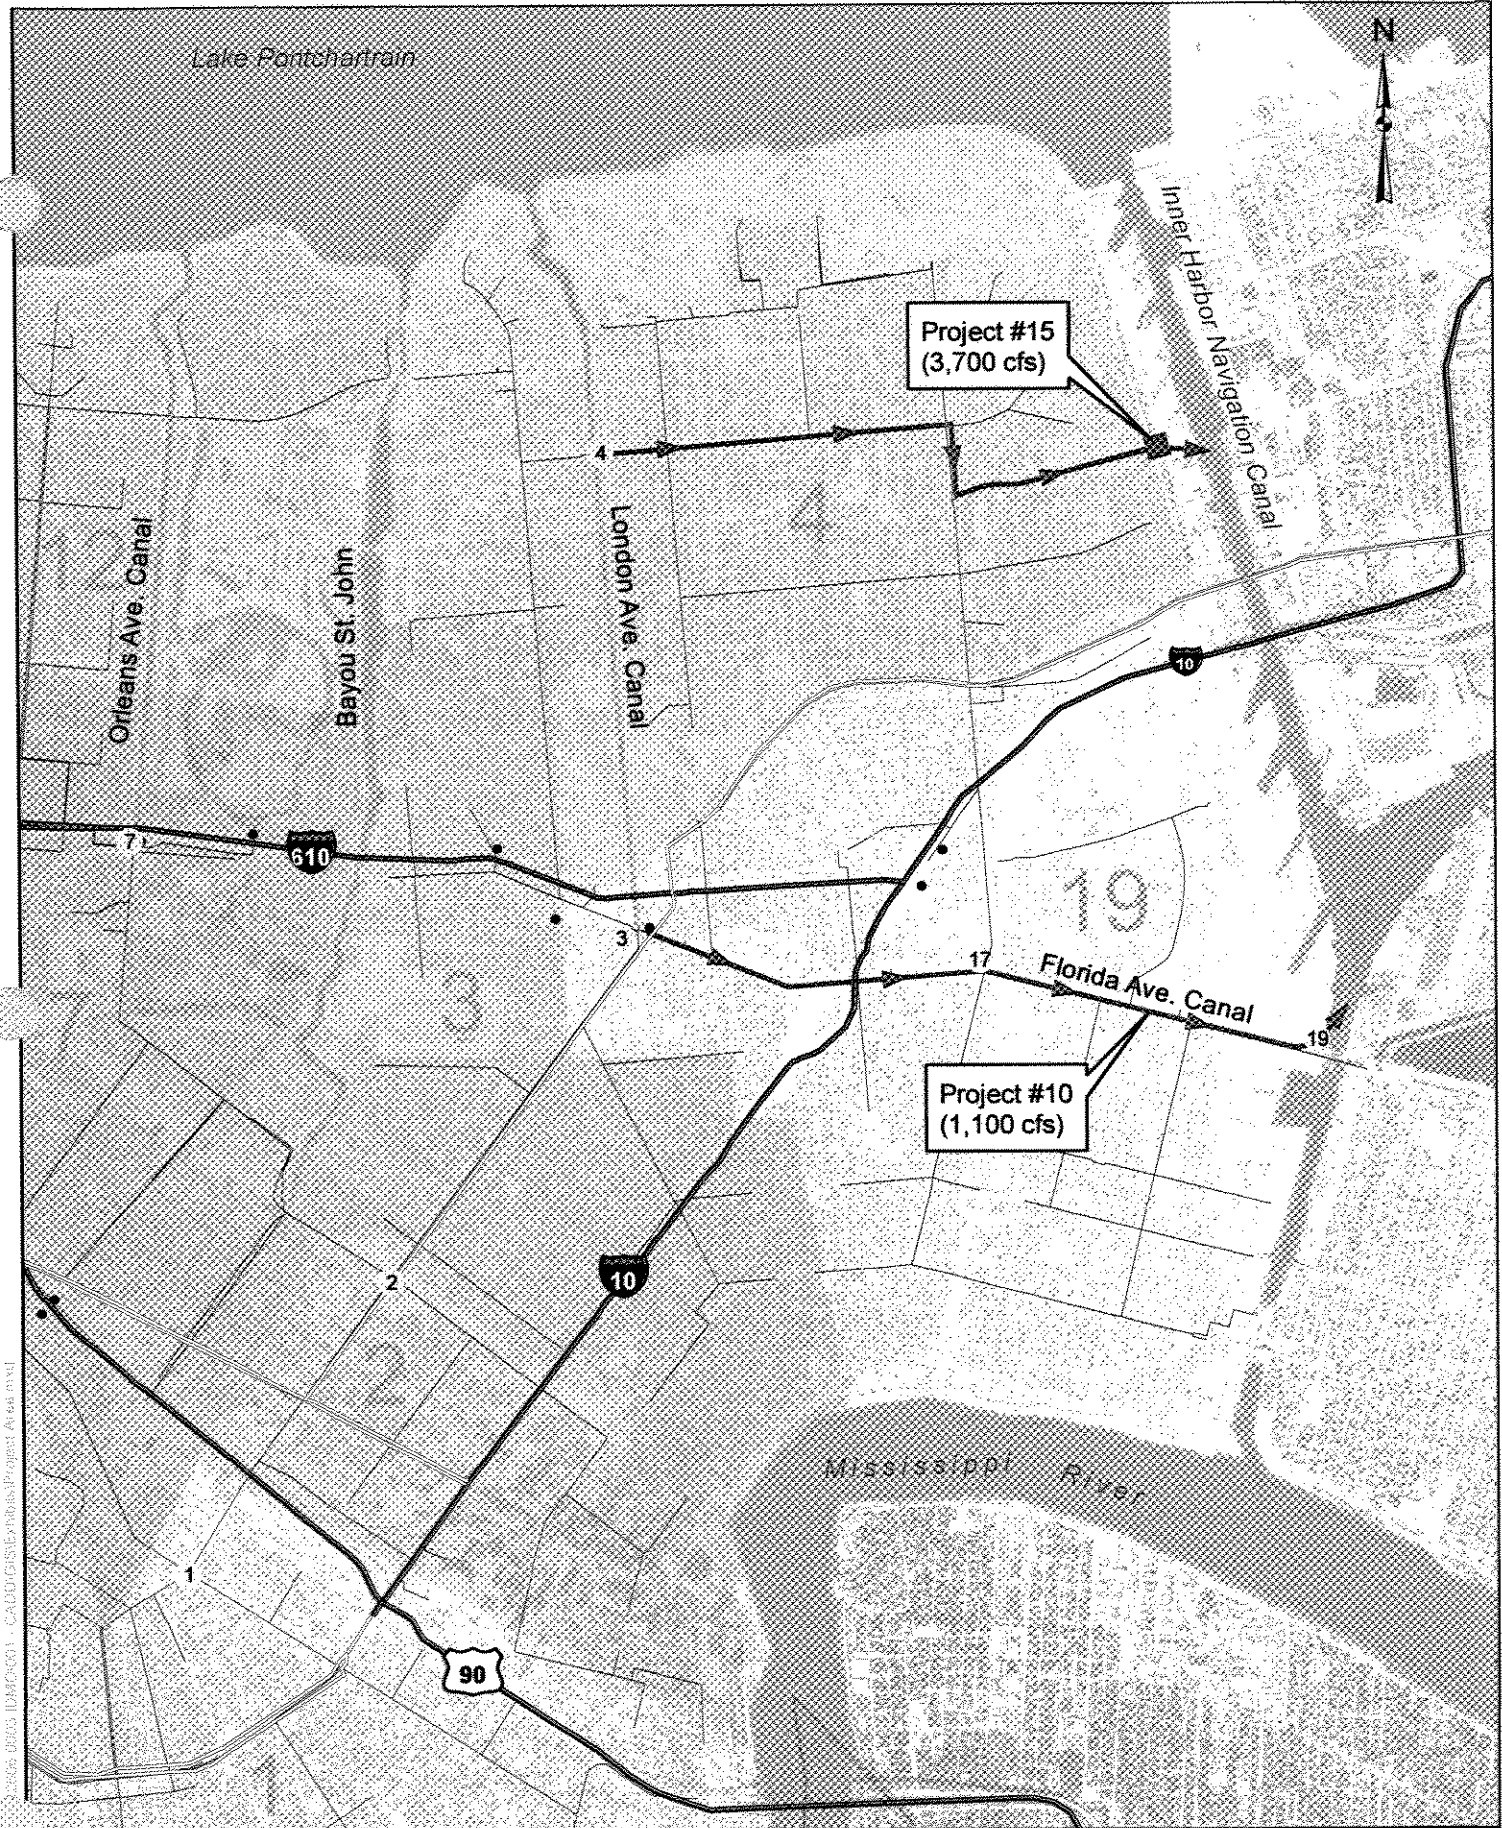 Lake Pontchartrain
N
Inner Harbor Navigation Canal
Project #15
(3,700 cfs)
4
4
12
Orleans Ave. Canal
Bayou St. John
London Ave. Canal
10
7
610
19
3
17
Florida Ave. Canal
3
19
Project #10
(1,100 cfs)
10
2
2
Mississippi River
1
90
1